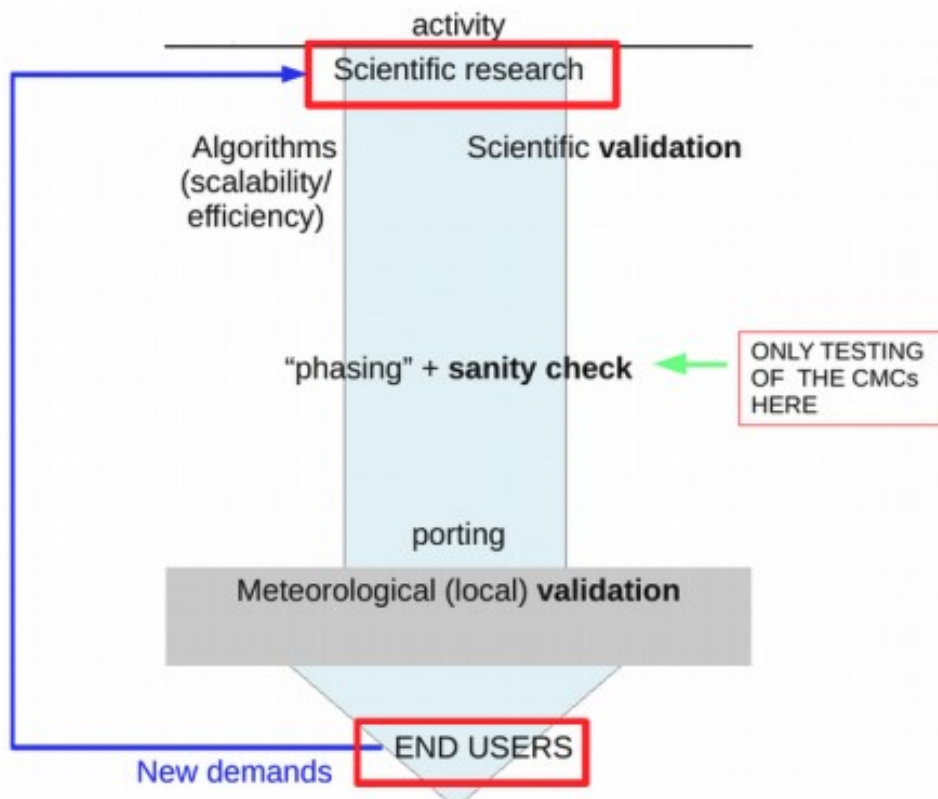 activity
Scientific research
Algorithms
(scalability/
efficiency)
Scientific validation
“phasing” + sanity check
ONLY TESTING
OF THE CMCs
HERE
porting
Meteorological (local) validation
END USERS
New demands